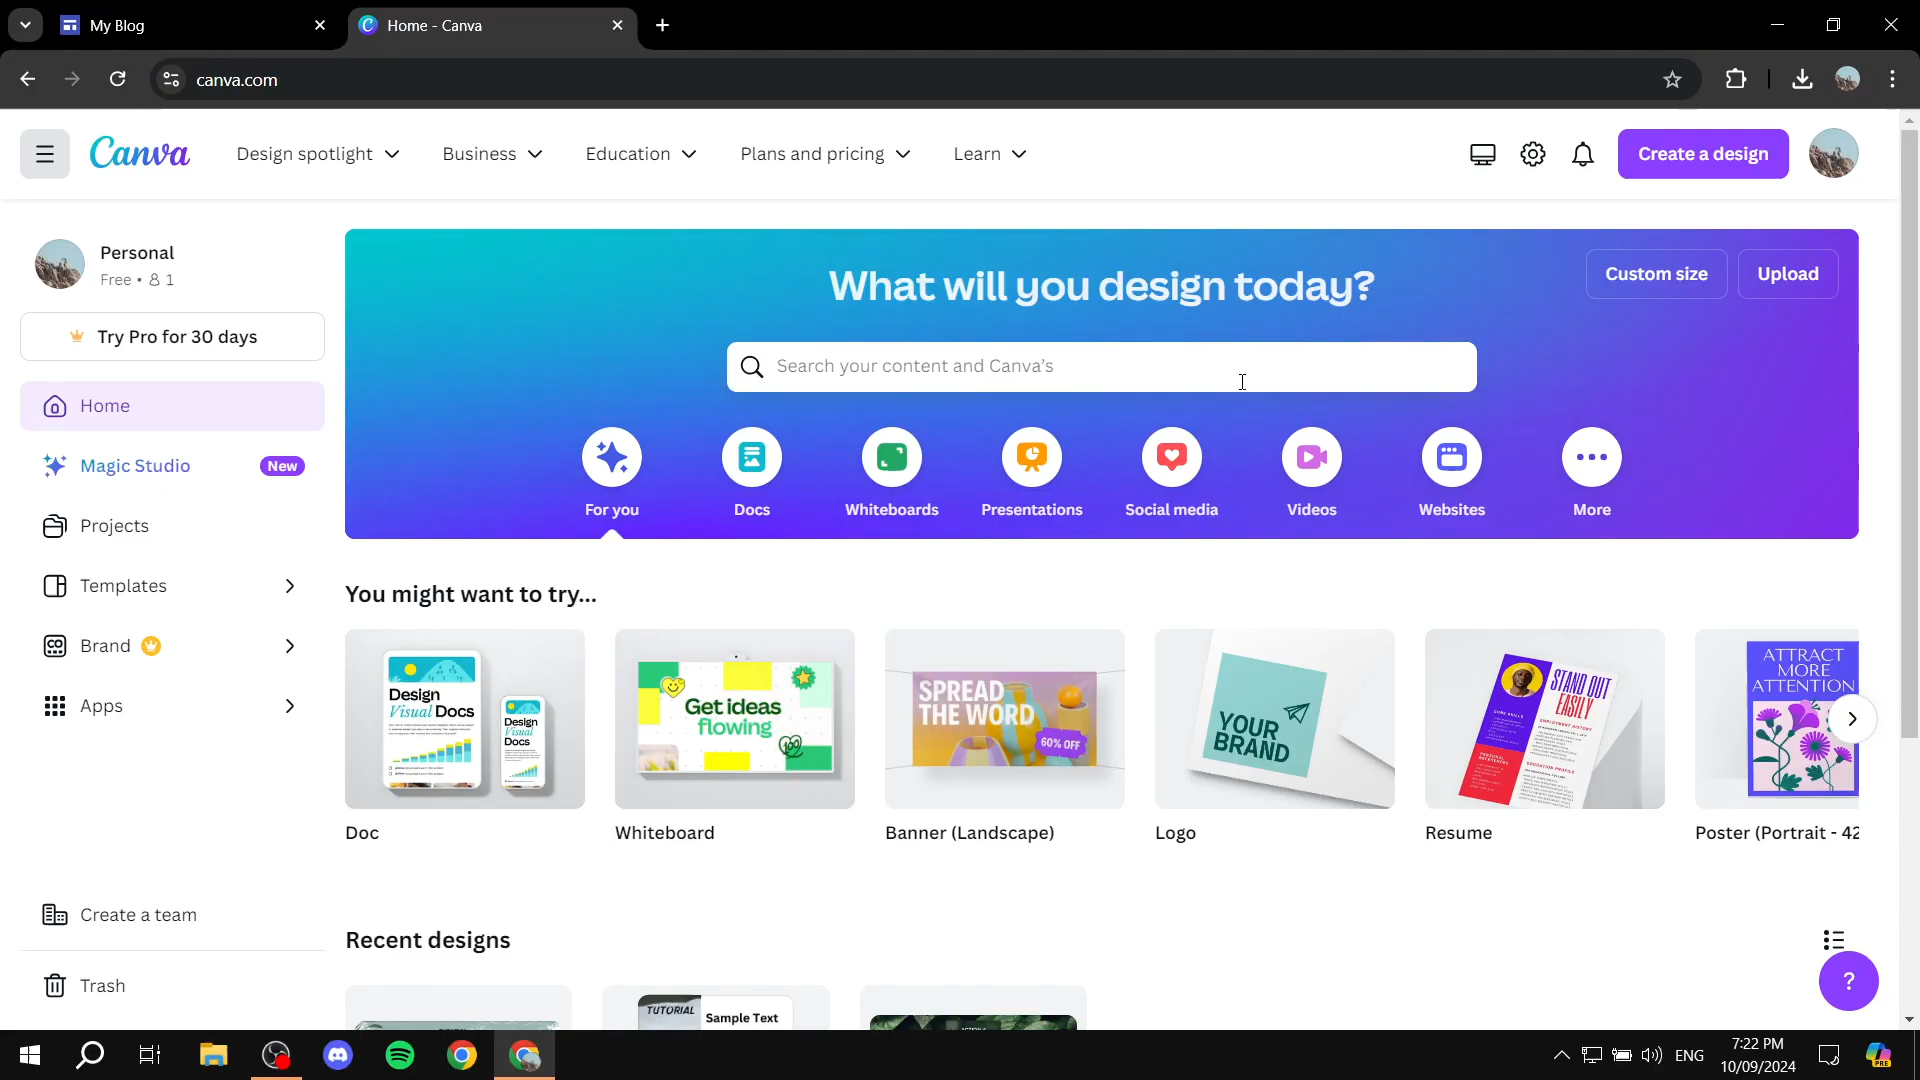 My Blog
Home - Canva
canva.com
Canva
Design spotlight
Business
Education
Plans and pricing
Learn
Create a design
Personal
Free • 1
Try Pro for 30 days
Home
Magic Studio
New
Projects
Templates
Brand
Apps
Create a team
Trash
What will you design today?
Custom size
Upload
Search your content and Canva's
For you
Docs
Whiteboards
Presentations
Social media
Videos
Websites
More
You might want to try...
Design
Visual Docs
Design
Visual
Docs
Get ideas
flowing
100
SPREAD
THE WORD
60% OFF
YOUR
BRAND
STAND OUT
EASILY
ATTRACT
MORE
ATTENTION
Doc
Whiteboard
Banner (Landscape)
Logo
Resume
Poster (Portrait - 42
Recent designs
TUTORIAL
Sample Text
?
ENG
7:22 PM
10/09/2024
PRE